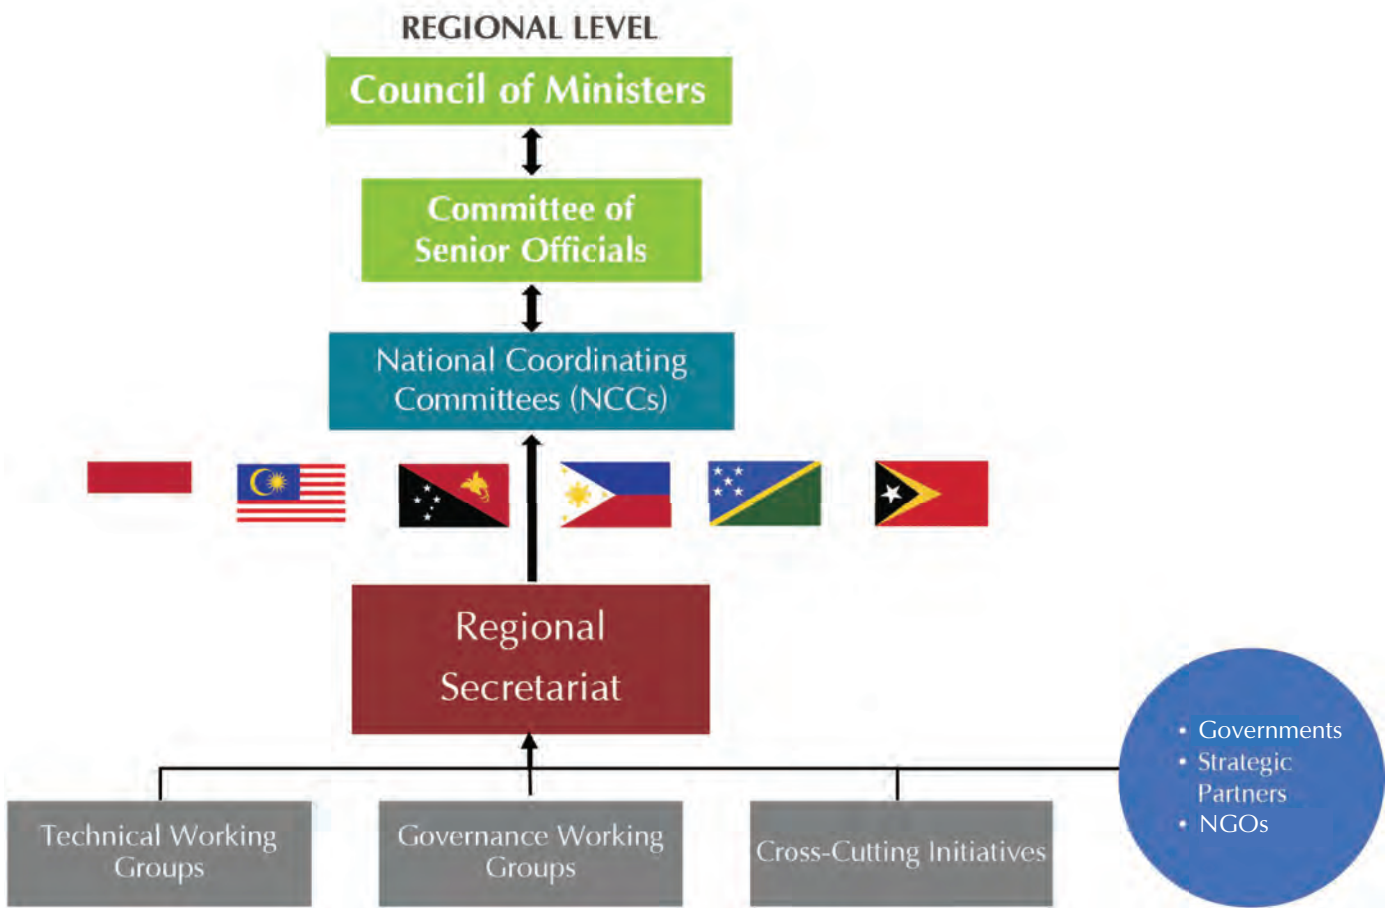 REGIONAL LEVEL
Council of Ministers
Committee of
Senior Officials
National Coordinating
Committees (NCCs)
Regional
Secretariat
• Governments
• Strategic
Partners
• NGOs
Technical Working
Groups
Governance Working
Groups
Cross-Cutting Initiatives